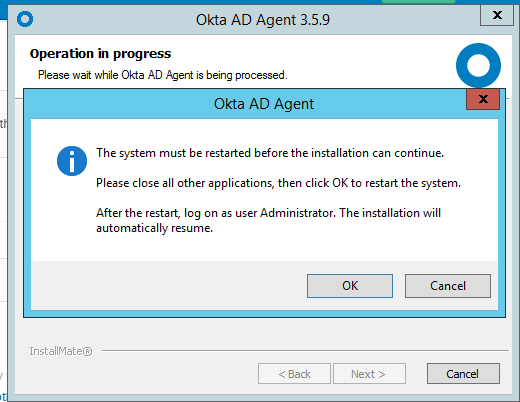 Okta AD Agent 3.5.9
x
Operation in progress
Please wait while Okta AD Agent is being processed.
Okta AD Agent
x
The system must be restarted before the installation can continue.
Please close all other applications, then click OK to restart the system.
After the restart, log on as user Administrator. The installation will
automatically resume.
OK
Cancel
InstallMate®
< Back
Next >
Cancel